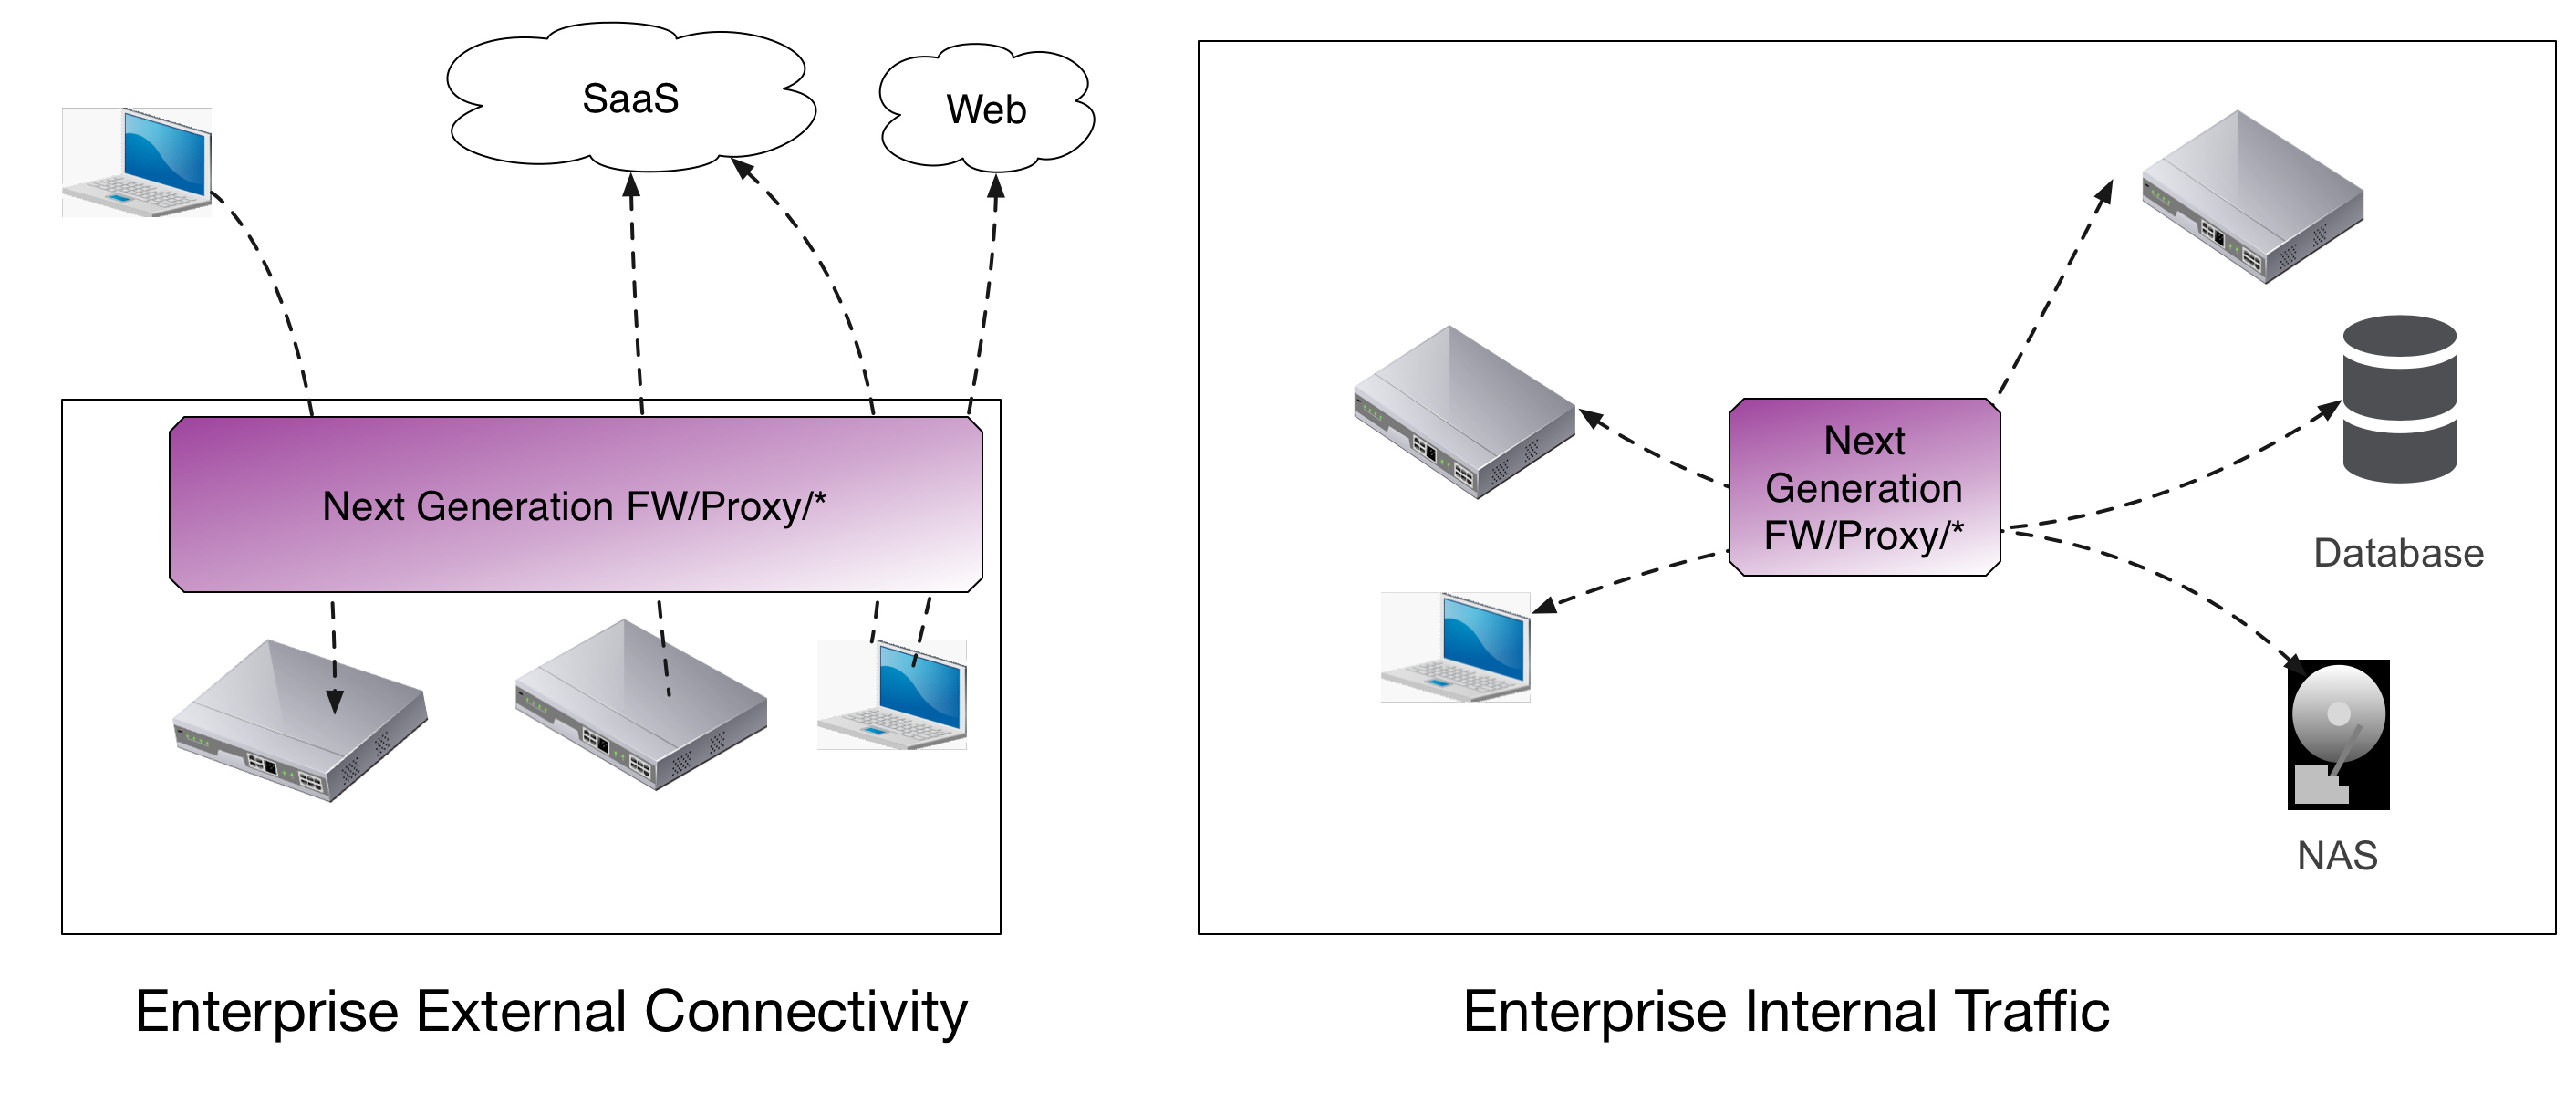 SaaS
Web
Next Generation FW/Proxy/*
Enterprise External Connectivity
Next
Generation
FW/Proxy/*
Database
NAS
Enterprise Internal Traffic